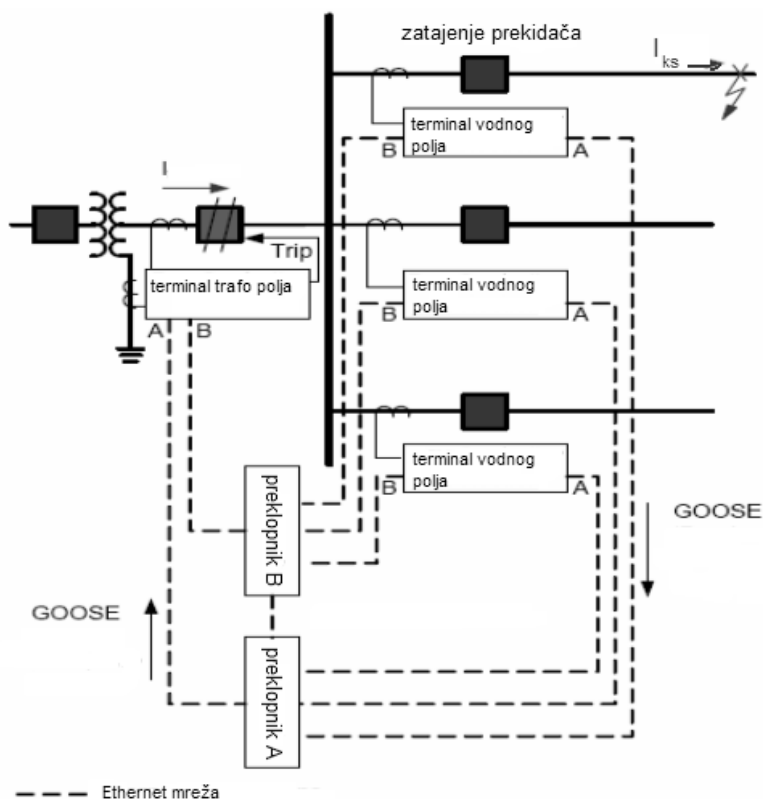 zatajenje prekidača
I ks
terminal vodnog
polja
B
A
I
Trip
terminal trafo polja
A
B
terminal vodnog
polja
B
A
terminal vodnog
polja
B
A
preklopnik B
GOOSE
GOOSE
preklopnik A
Ethernet mreža